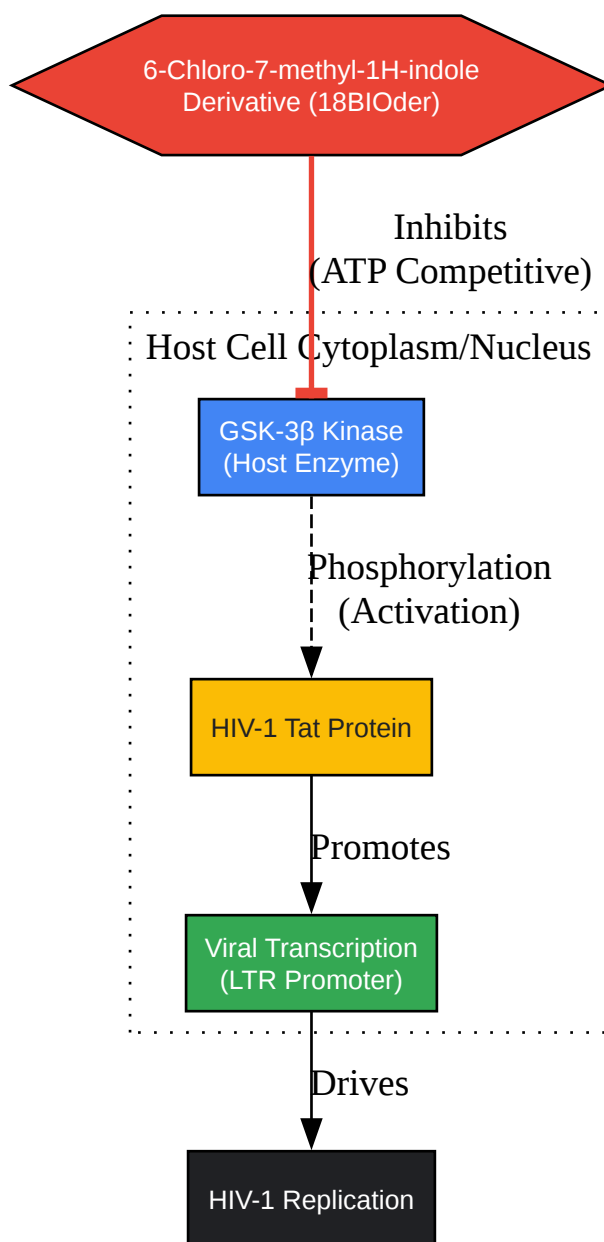 6-Chloro-7-methyl-1H-indole
Derivative (18BIOder)
Inhibits
(ATP Competitive)
Host Cell Cytoplasm/Nucleus
GSK-3β Kinase
(Host Enzyme)
Phosphorylation
(Activation)
HIV-1 Tat Protein
Promotes
Viral Transcription
(LTR Promoter)
Drives
HIV-1 Replication